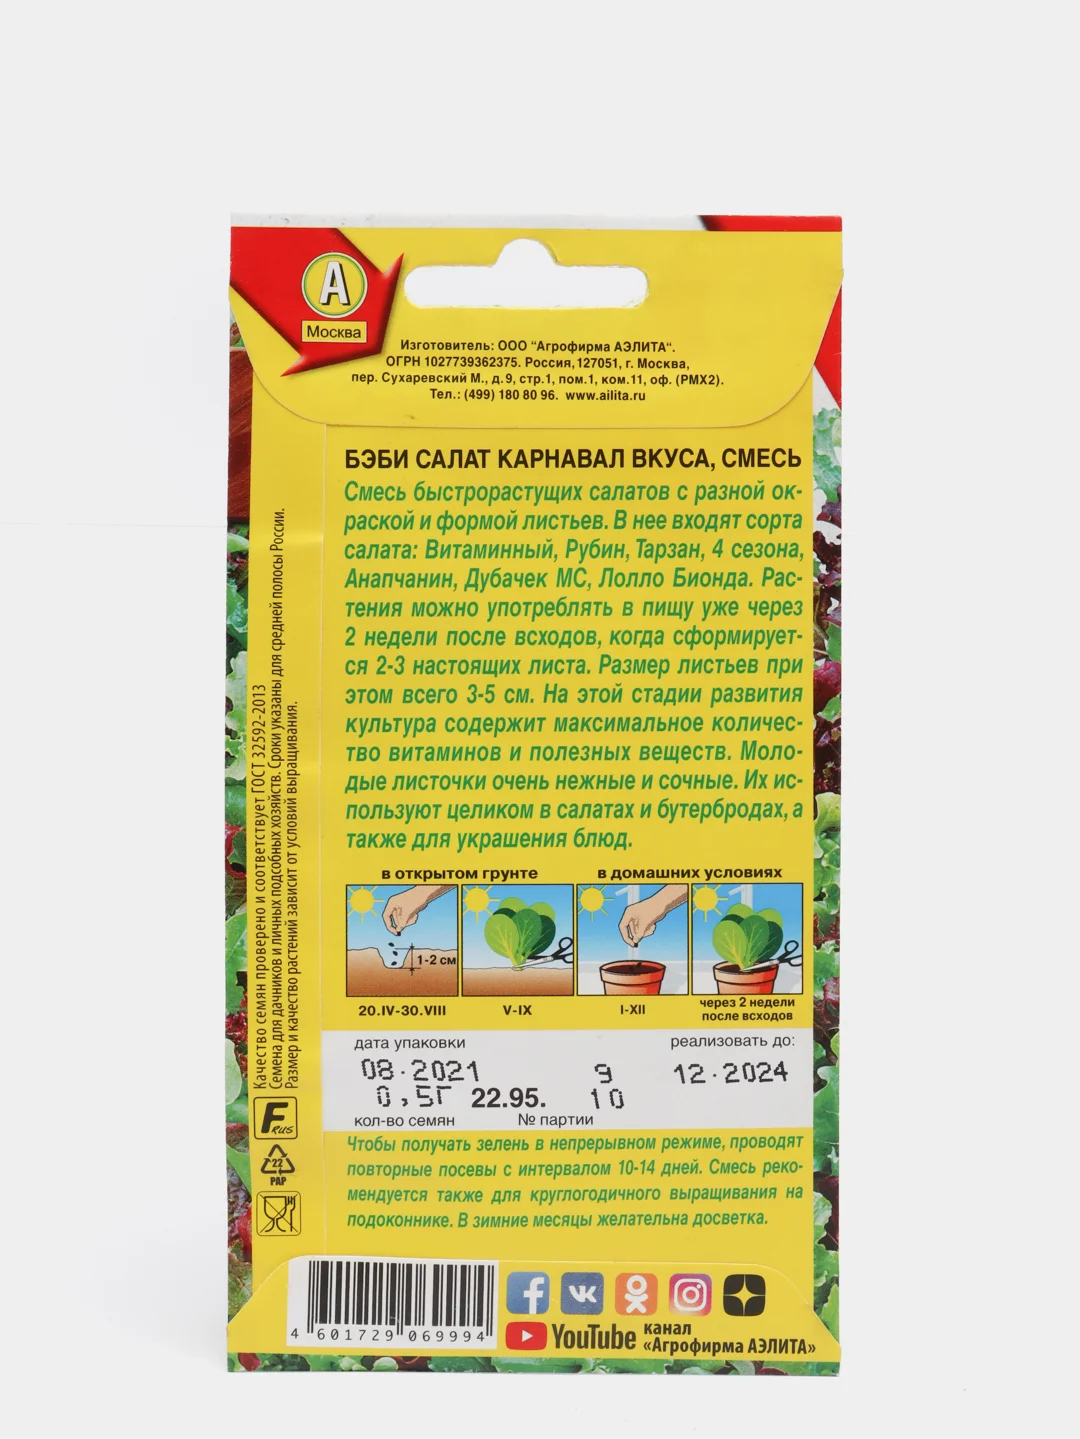 А
Москва
Изготовитель: ООО "Агрофирма АЭЛИТА".
ОГРН 1027739362375. Россия, 127051, г. Москва,
пер. Сухаревский М., д.9, стр.1, пом.1, ком.11, оф. (РМХ2).
Тел.: (499) 180 80 96. www.ailita.ru
БЭБИ САЛАТ КАРНАВАЛ ВКУСА, СМЕСЬ
Смесь быстрорастущих салатов с разной ок-
раской и формой листьев. В нее входят сорта
салата: Витаминный, Рубин, Тарзан, 4 сезона,
Анапчанин, Дубачек МС, Лолло Бионда. Рас-
тения можно употреблять в пищу уже через
2 недели после всходов, когда сформирует-
ся 2-3 настоящих листа. Размер листьев при
этом всего 3-5 см. На этой стадии развития
культура содержит максимальное количес-
тво витаминов и полезных веществ. Моло-
дые листочки очень нежные и сочные. Их ис-
пользуют целиком в салатах и бутербродах, а
также для украшения блюд.
в открытом грунте
в домашних условиях
1-2 см
20.IV-30.VIII
V-IX
I-XII
через 2 недели
после всходов
дата упаковки
реализовать до:
08.2021
9
12.2024
0,5г
22.95.
10
кол-во семян
№ партии
Чтобы получать зелень в непрерывном режиме, проводят
повторные посевы с интервалом 10-14 дней. Смесь реко-
мендуется также для круглогодичного выращивания на
подоконнике. В зимние месяцы желательна досветка.
Качество семян проверено и соответствует ГОСТ 32592-2013
Семена для дачников и личных подсобных хозяйств. Сроки указаны для средней полосы России.
Размер и качество растений зависит от условий выращивания.
F RUS
22
PAP
4 601729 069994
YouTube
канал
«Агрофирма АЭЛИТА»